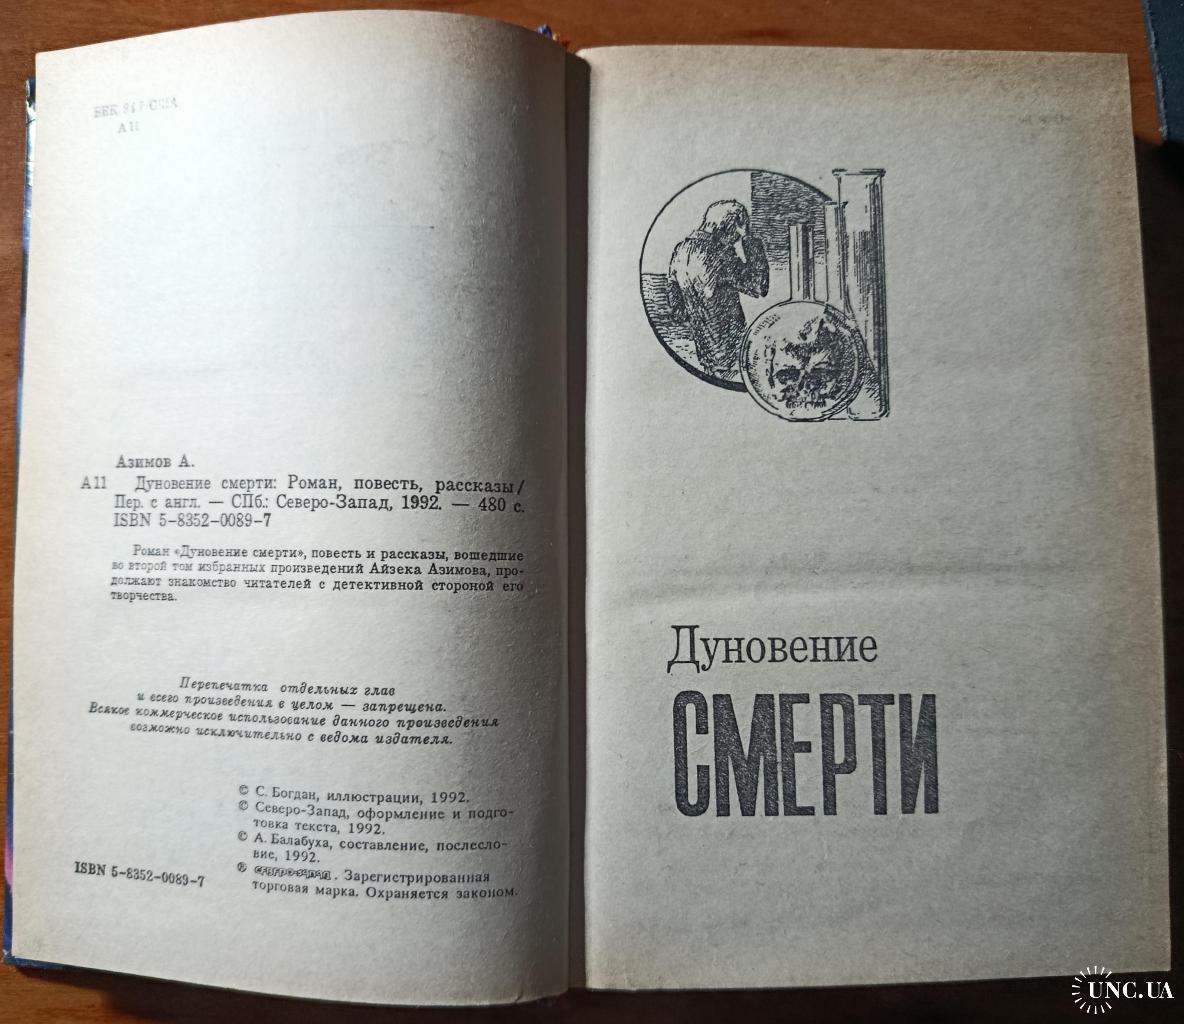 ББК 84.7 США
А 11
Азимов А.
А11 Дуновение смерти: Роман, повесть, рассказы/
Пер. с англ. — СПб.: Северо-Запад, 1992. — 480 с.
ISBN 5-8352-0089-7
Роман «Дуновение смерти», повесть и рассказы, вошедшие
во второй том избранных произведений Айзека Азимова, про-
должают знакомство читателей с детективной стороной его
творчества.
Перепечатка отдельных глав
и всего произведения в целом — запрещена.
Всякое коммерческое использование данного произведения
возможно исключительно с ведома издателя.
© С. Богдан, иллюстрации, 1992.
© Северо-Запад, оформление и подго-
товка текста, 1992.
© А. Балабуха, составление, послесло-
вие, 1992.
ISBN 5-8352-0089-7
® СЕВЕРО-ЗАПАД. Зарегистрированная
торговая марка. Охраняется законом.
Дуновение
СМЕРТИ
UNC.UA